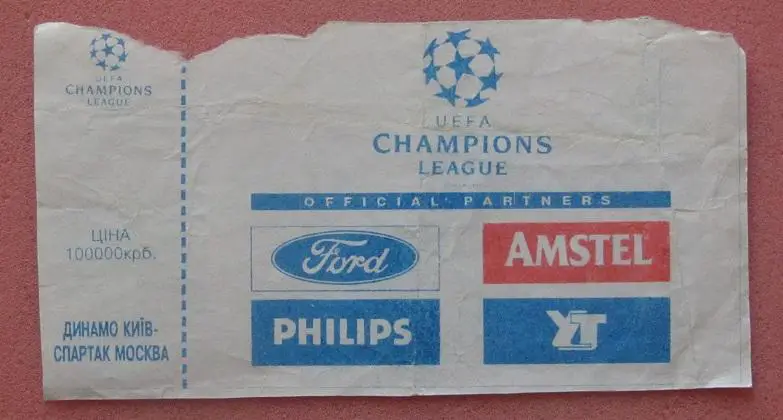 UEFA
CHAMPIONS
LEAGUE
ЦІНА
100000крб.
ДИНАМО КИЇВ-
СПАРТАК МОСКВА
UEFA
CHAMPIONS
LEAGUE
OFFICIAL PARTNERS
Ford
AMSTEL
PHILIPS